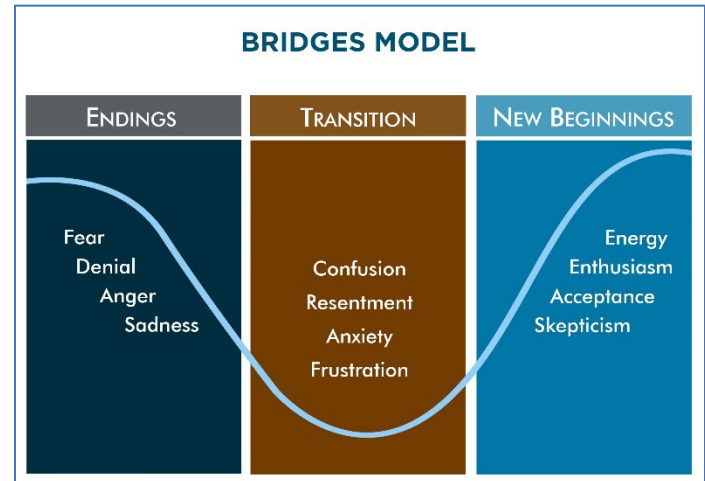 BRIDGES MODEL
ENDINGS
Fear
Denial
Anger
Sadness
TRANSITION
Confusion
Resentment
Anxiety
Frustration
NEW BEGINNINGS
Energy
Enthusiasm
Acceptance
Skepticism